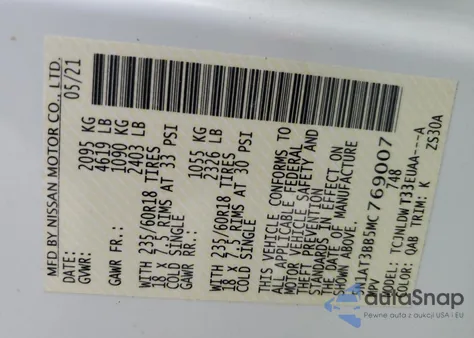 MFD BY NISSAN MOTOR CO., LTD.
DATE: 05/21
GVWR: 2095 KG
4619 LB
GAWR FR.: 1090 KG
2403 LB
WITH 235/60R18 TIRES
18 x 7.5 RIMS AT 33 PSI
COLD SINGLE
GAWR RR.: 1055 KG
2326 LB
WITH 235/60R18 TIRES
18 x 7.5 RIMS AT 30 PSI
COLD SINGLE
THIS VEHICLE CONFORMS TO
ALL APPLICABLE FEDERAL
MOTOR VEHICLE SAFETY AND
THEFT PREVENTION
STANDARDS IN EFFECT ON
THE DATE OF MANUFACTURE
SHOWN ABOVE.
5N1AT3BB5MC 769007
MPV 748
MODEL: TCJNLDWT33EUAA---A
COLOR: QAB TRIM: K ZS30A
autaSnap
Pewne auta z aukcji USA i EU